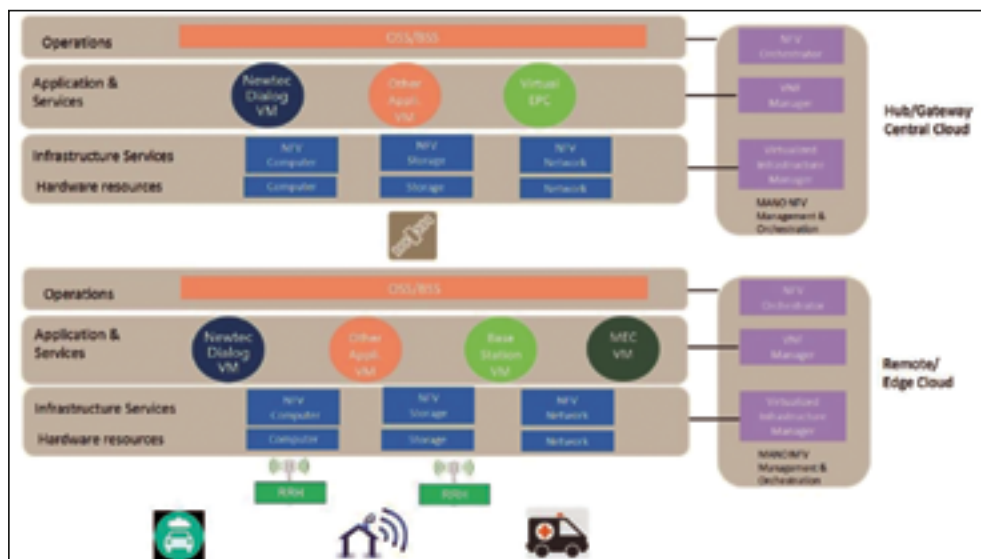 Operations
OSS/BSS
NFV
Orchestrator
Application &
Services
Newtec
Dialog
VM
Other
Appli.
VM
Virtual
EPC
VNF
Manager
Hub/Gateway
Central Cloud
Infrastructure Services
NFV
Computer
NFV
Storage
NFV
Network
Virtualized
Infrastructure
Manager
Hardware resources
Computer
Storage
Network
MANO NFV
Management &
Orchestration
Operations
OSS/BSS
NFV
Orchestrator
Application &
Services
Newtec
Dialog
VM
Other
Appli.
VM
Base
Station
VM
MEC
VM
VNF
Manager
Remote/
Edge Cloud
Infrastructure Services
NFV
Computer
NFV
Storage
NFV
Network
Virtualized
Infrastructure
Manager
Hardware resources
Computer
Storage
Network
MANO NFV
Management &
Orchestration
RRH
RRH